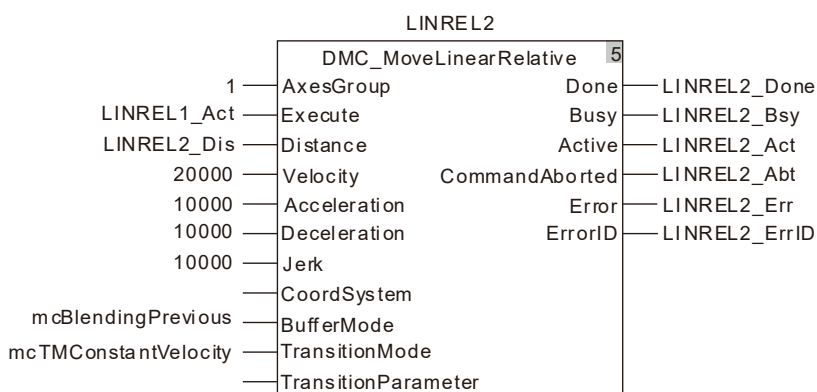 LINREL2
DMC_MoveLinearRelative 5
1 AxesGroup Done LINREL2_Done
LINREL1_Act Execute Busy LINREL2_Bsy
LINREL2_Dis Distance Active LINREL2_Act
20000 Velocity CommandAborted LINREL2_Abt
10000 Acceleration Error LINREL2_Err
10000 Deceleration ErrorID LINREL2_ErrID
10000 Jerk
CoordSystem
mcBlendingPrevious BufferMode
mcTMConstantVelocity TransitionMode
TransitionParameter